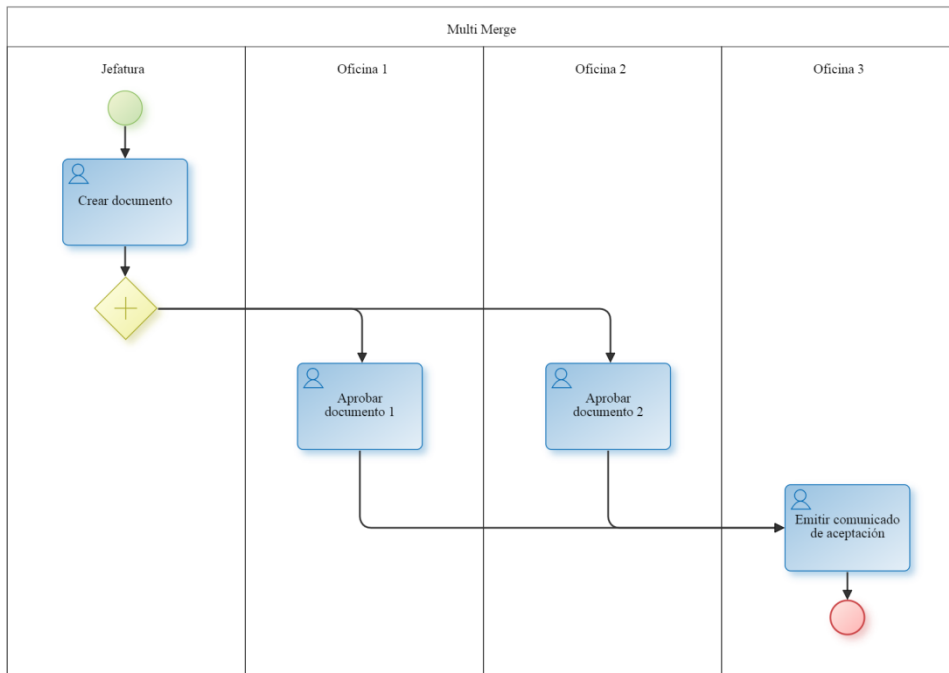 Multi Merge
Jefatura
Oficina 1
Oficina 2
Oficina 3
Crear documento
Aprobar
documento 1
Aprobar
documento 2
Emitir comunicado
de aceptación